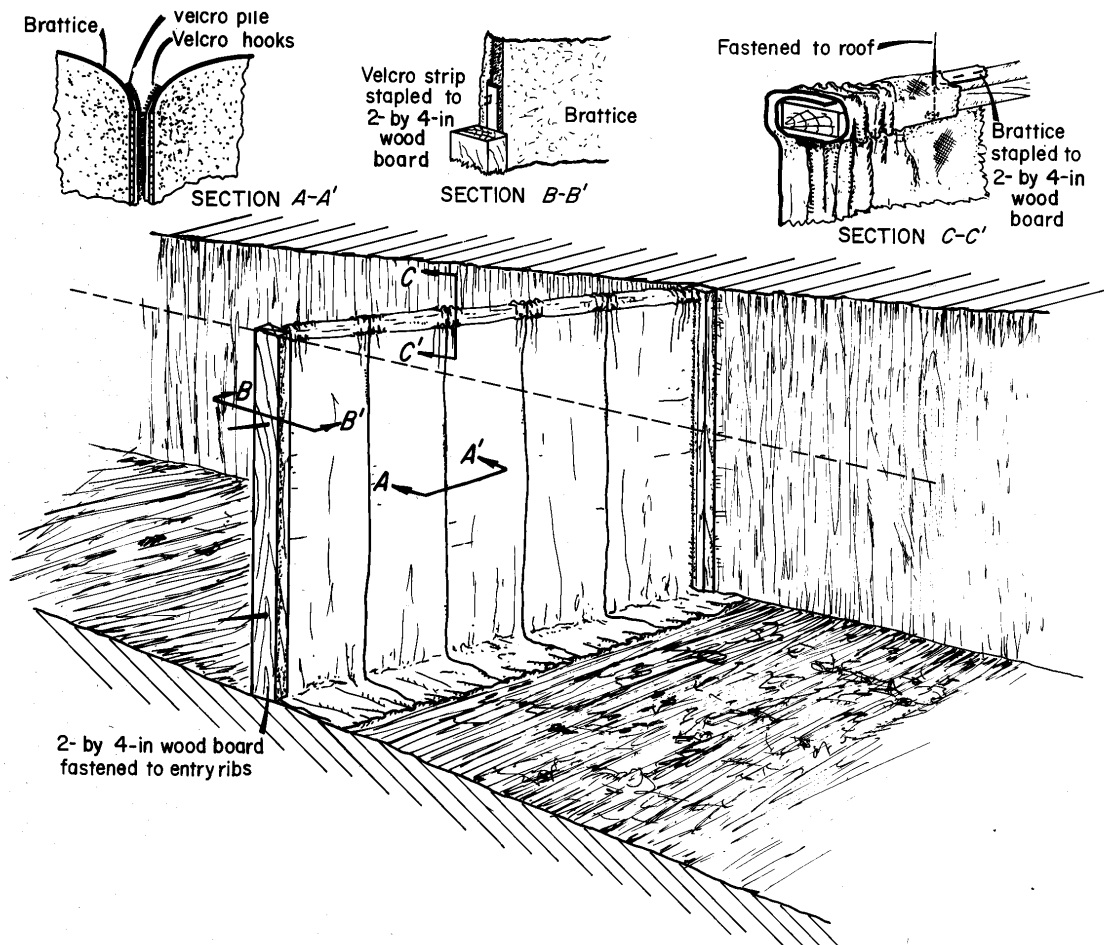 Brattice
Velcro pile
Velcro hooks
SECTION A-A'
Velcro strip
stapled to
2- by 4-in
wood
board
Brattice
SECTION B-B'
Fastened to roof
Brattice
stapled to
2- by 4-in
wood
board
SECTION C-C'
C
C'
B
B'
A'
A
2- by 4-in wood board
fastened to entry ribs